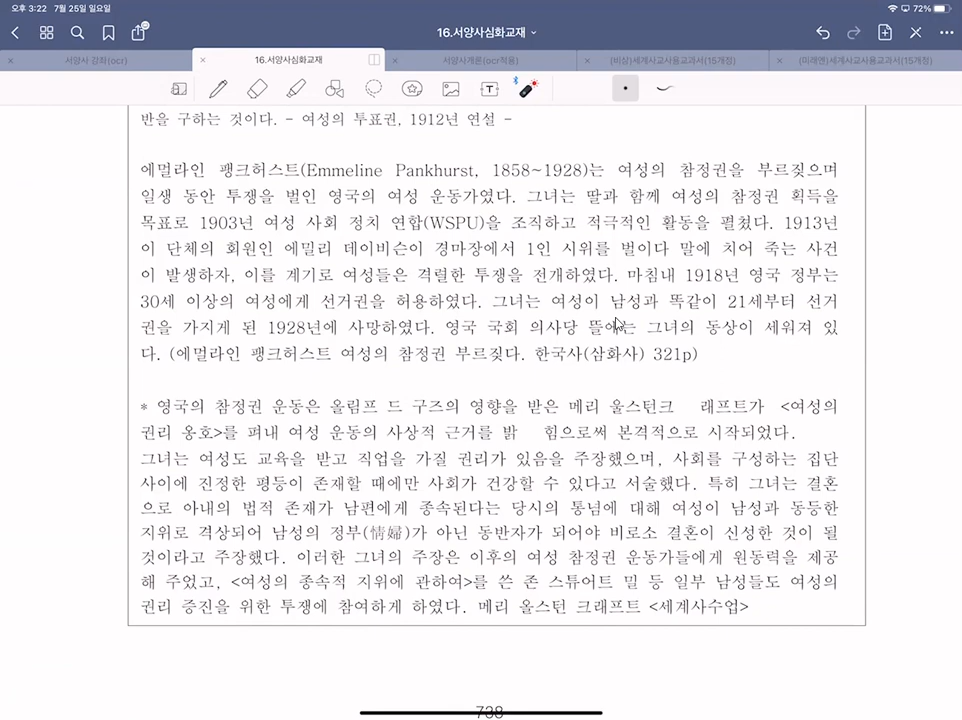 오후 3:22 7월 25일 일요일 72%
16.서양사심화교재
서양사 강좌(ocr) 16.서양사심화교재 서양사개론(ocr적용) (비상)세계사교사용교과서(15개정) (미래엔)세계사교사용교과서(15개정)
반을 구하는 것이다. - 여성의 투표권, 1912년 연설 -
에멀라인 팽크허스트(Emmeline Pankhurst, 1858~1928)는 여성의 참정권을 부르짖으며
일생 동안 투쟁을 벌인 영국의 여성 운동가였다. 그녀는 딸과 함께 여성의 참정권 획득을
목표로 1903년 여성 사회 정치 연합(WSPU)을 조직하고 적극적인 활동을 펼쳤다. 1913년
이 단체의 회원인 에밀리 데이비슨이 경마장에서 1인 시위를 벌이다 말에 치어 죽는 사건
이 발생하자, 이를 계기로 여성들은 격렬한 투쟁을 전개하였다. 마침내 1918년 영국 정부는
30세 이상의 여성에게 선거권을 허용하였다. 그녀는 여성이 남성과 똑같이 21세부터 선거
권을 가지게 된 1928년에 사망하였다. 영국 국회 의사당 뜰에는 그녀의 동상이 세워져 있
다. (에멀라인 팽크허스트 여성의 참정권 부르짖다. 한국사(삼화사) 321p)
* 영국의 참정권 운동은 올림프 드 구즈의 영향을 받은 메리 울스턴크 래프트가 <여성의
권리 옹호>를 펴내 여성 운동의 사상적 근거를 밝 힘으로써 본격적으로 시작되었다.
그녀는 여성도 교육을 받고 직업을 가질 권리가 있음을 주장했으며, 사회를 구성하는 집단
사이에 진정한 평등이 존재할 때에만 사회가 건강할 수 있다고 서술했다. 특히 그녀는 결혼
으로 아내의 법적 존재가 남편에게 종속된다는 당시의 통념에 대해 여성이 남성과 동등한
지위로 격상되어 남성의 정부(情婦)가 아닌 동반자가 되어야 비로소 결혼이 신성한 것이 될
것이라고 주장했다. 이러한 그녀의 주장은 이후의 여성 참정권 운동가들에게 원동력을 제공
해 주었고, <여성의 종속적 지위에 관하여>를 쓴 존 스튜어트 밀 등 일부 남성들도 여성의
권리 증진을 위한 투쟁에 참여하게 하였다. 메리 울스턴 크래프트 <세계사수업>
738